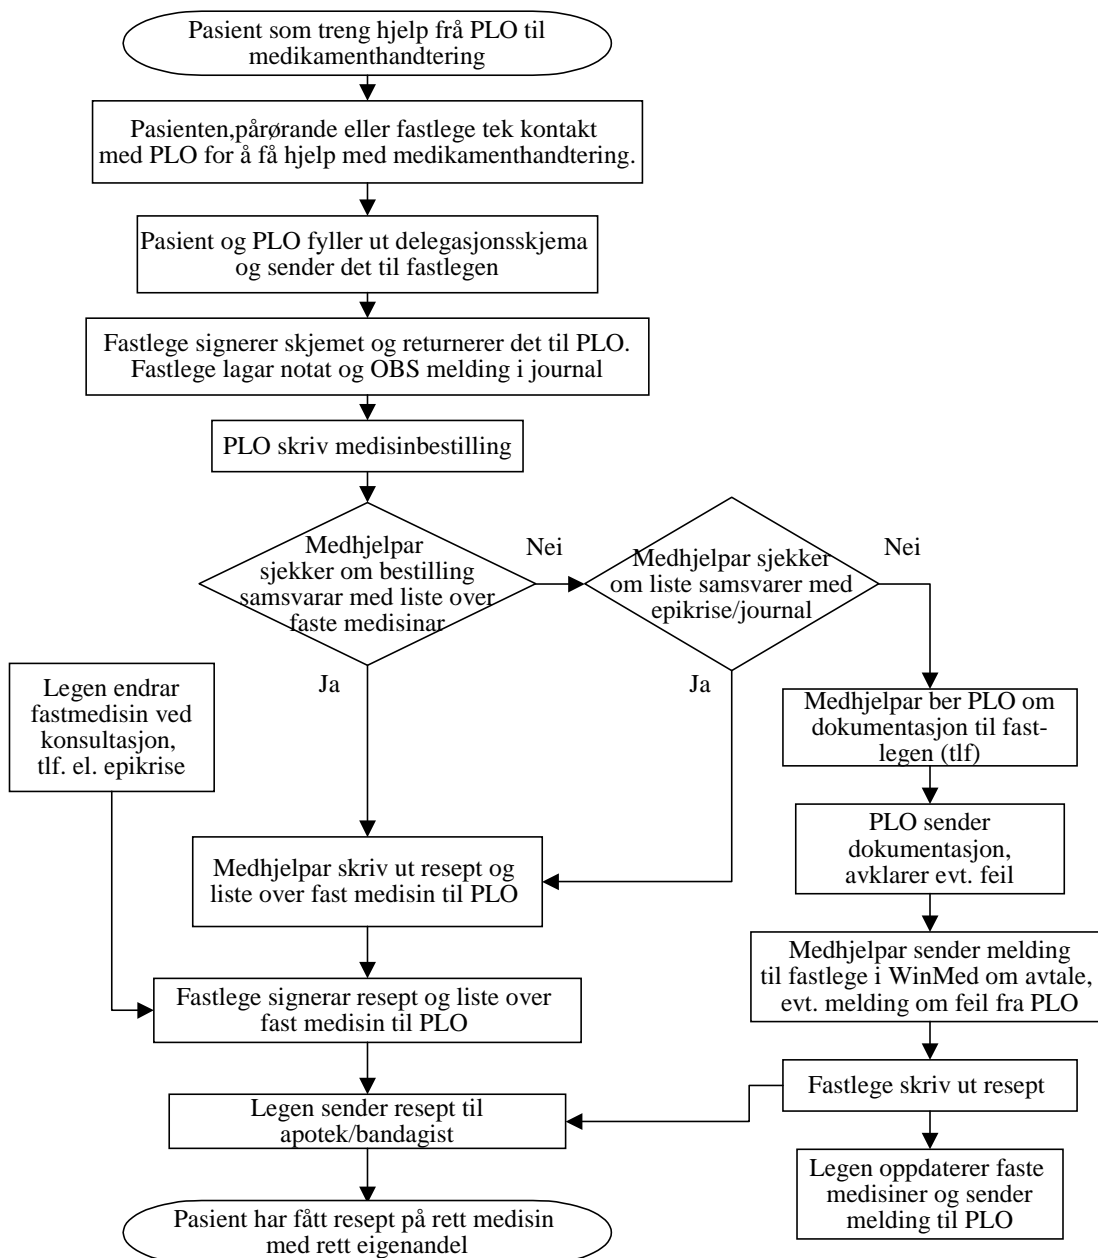 Pasient som treng hjelp frå PLO til
medikamenthandtering
Pasienten,pårørande eller fastlege tek kontakt
med PLO for å få hjelp med medikamenthandtering.
Pasient og PLO fyller ut delegasjonsskjema
og sender det til fastlegen
Fastlege signerer skjemet og returnerer det til PLO.
Fastlege lagar notat og OBS melding i journal
PLO skriv medisinbestilling
Medhjelpar
sjekker om bestilling
samsvarar med liste over
faste medisinar
Nei
Medhjelpar sjekker
om liste samsvarer med
epikrise/journal
Nei
Ja
Ja
Legen endrar
fastmedisin ved
konsultasjon,
tlf. el. epikrise
Medhjelpar ber PLO om
dokumentasjon til fast-
legen (tlf)
PLO sender
dokumentasjon,
avklarer evt. feil
Medhjelpar skriv ut resept og
liste over fast medisin til PLO
Medhjelpar sender melding
til fastlege i WinMed om avtale,
evt. melding om feil fra PLO
Fastlege signerar resept og liste over
fast medisin til PLO
Fastlege skriv ut resept
Legen sender resept til
apotek/bandagist
Legen oppdaterer faste
medisiner og sender
melding til PLO
Pasient har fått resept på rett medisin
med rett eigenandel